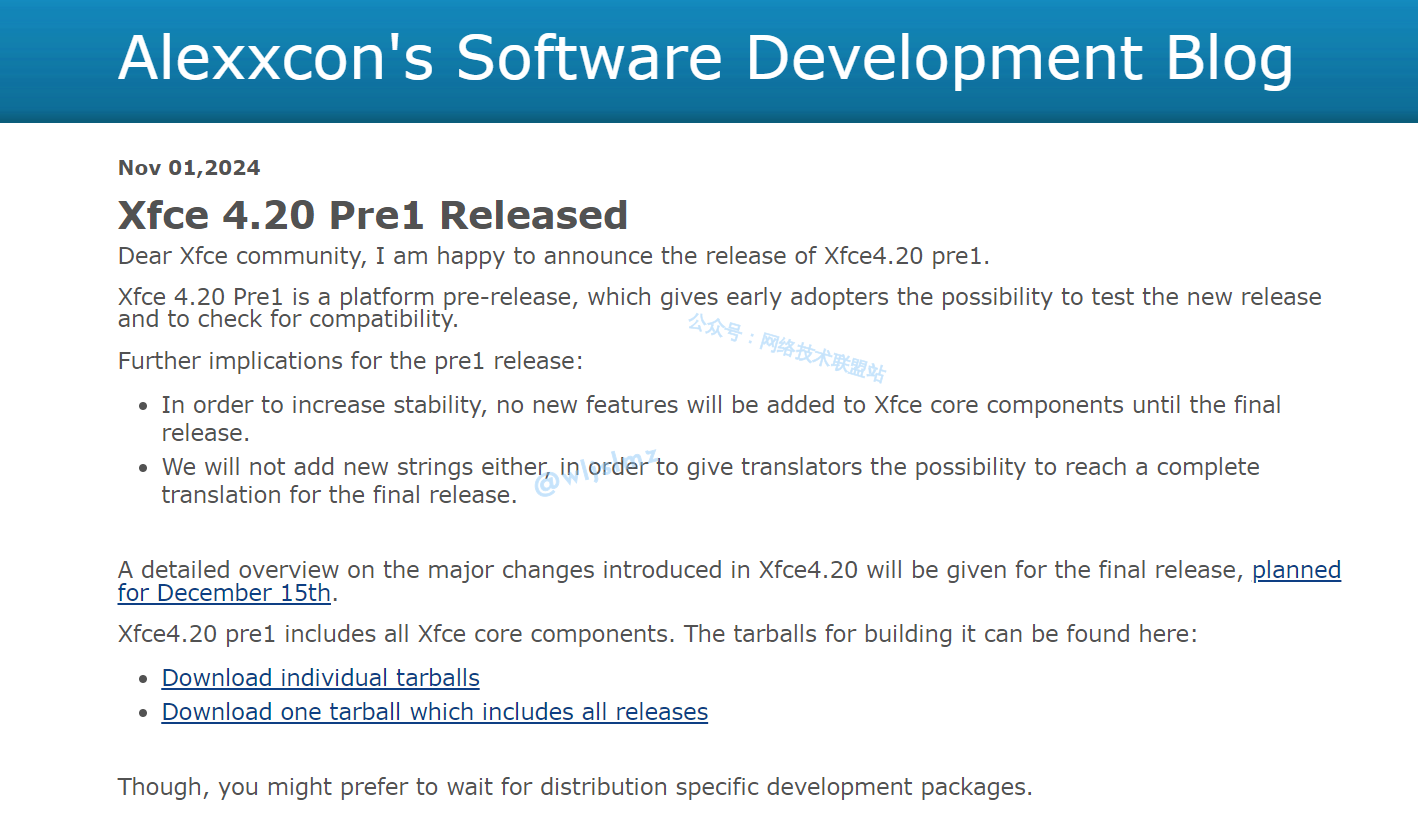 Alexxcon's Software Development Blog
Nov 01,2024
Xfce 4.20 Pre1 Released
Dear Xfce community, I am happy to announce the release of Xfce4.20 pre1.
Xfce 4.20 Pre1 is a platform pre-release, which gives early adopters the possibility to test the new release
and to check for compatibility.
公众号：网络技术联盟站
Further implications for the pre1 release:
In order to increase stability, no new features will be added to Xfce core components until the final
release.
We will not add new strings either, in order to give translators the possibility to reach a complete
translation for the final release.
@wljslmz
A detailed overview on the major changes introduced in Xfce4.20 will be given for the final release, planned
for December 15th.
Xfce4.20 pre1 includes all Xfce core components. The tarballs for building it can be found here:
Download individual tarballs
Download one tarball which includes all releases
Though, you might prefer to wait for distribution specific development packages.